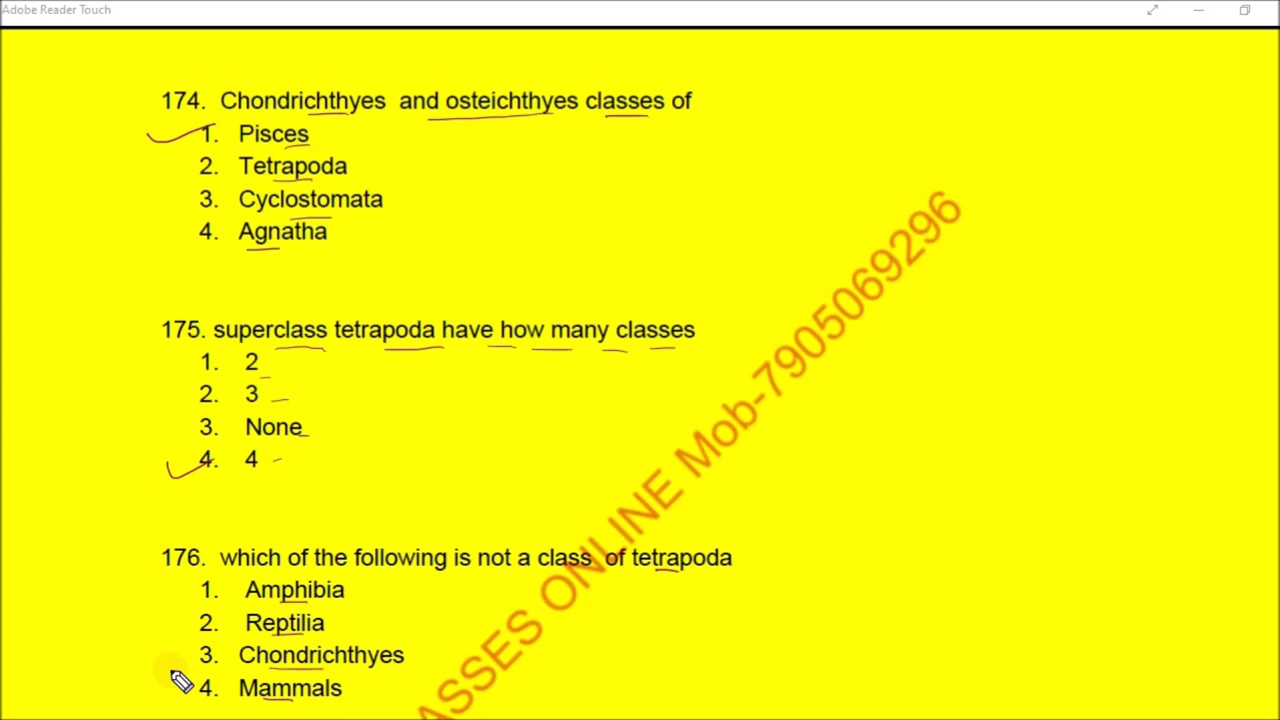 Adobe Reader Touch
174. Chondrichthyes and osteichthyes classes of
1. Pisces
2. Tetrapoda
3. Cyclostomata
4. Agnatha
175. superclass tetrapoda have how many classes
1. 2
2. 3
3. None
4. 4
176. which of the following is not a class of tetrapoda
1. Amphibia
2. Reptilia
3. Chondrichthyes
4. Mammals
ASSES ONLINE Mob-7905069296